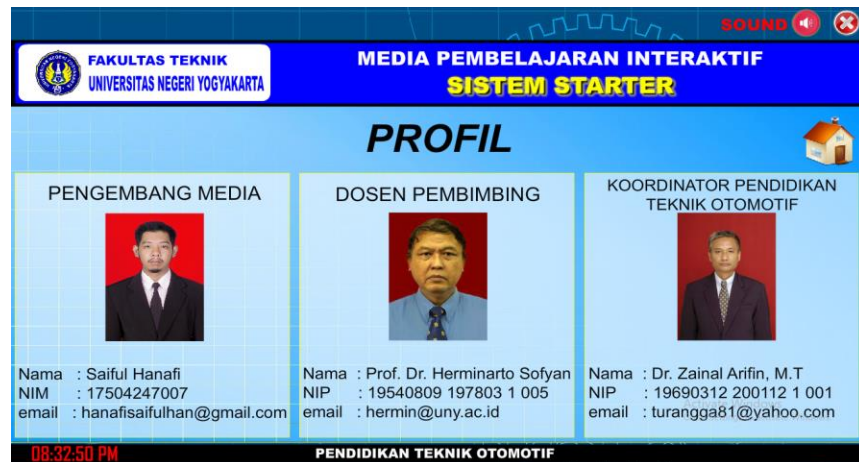 SOUND
FAKULTAS TEKNIK
UNIVERSITAS NEGERI YOGYAKARTA
MEDIA PEMBELAJARAN INTERAKTIF
SISTEM STARTER
PROFIL
PENGEMBANG MEDIA
Nama : Saiful Hanafi
NIM : 17504247007
email : hanafisaifulhan@gmail.com
DOSEN PEMBIMBING
Nama : Prof. Dr. Herminarto Sofyan
NIP : 19540809 197803 1 005
email : hermin@uny.ac.id
KOORDINATOR PENDIDIKAN
TEKNIK OTOMOTIF
Nama : Dr. Zainal Arifin, M.T
NIP : 19690312 200112 1 001
email : turangga81@yahoo.com
08:32:50 PM
PENDIDIKAN TEKNIK OTOMOTIF